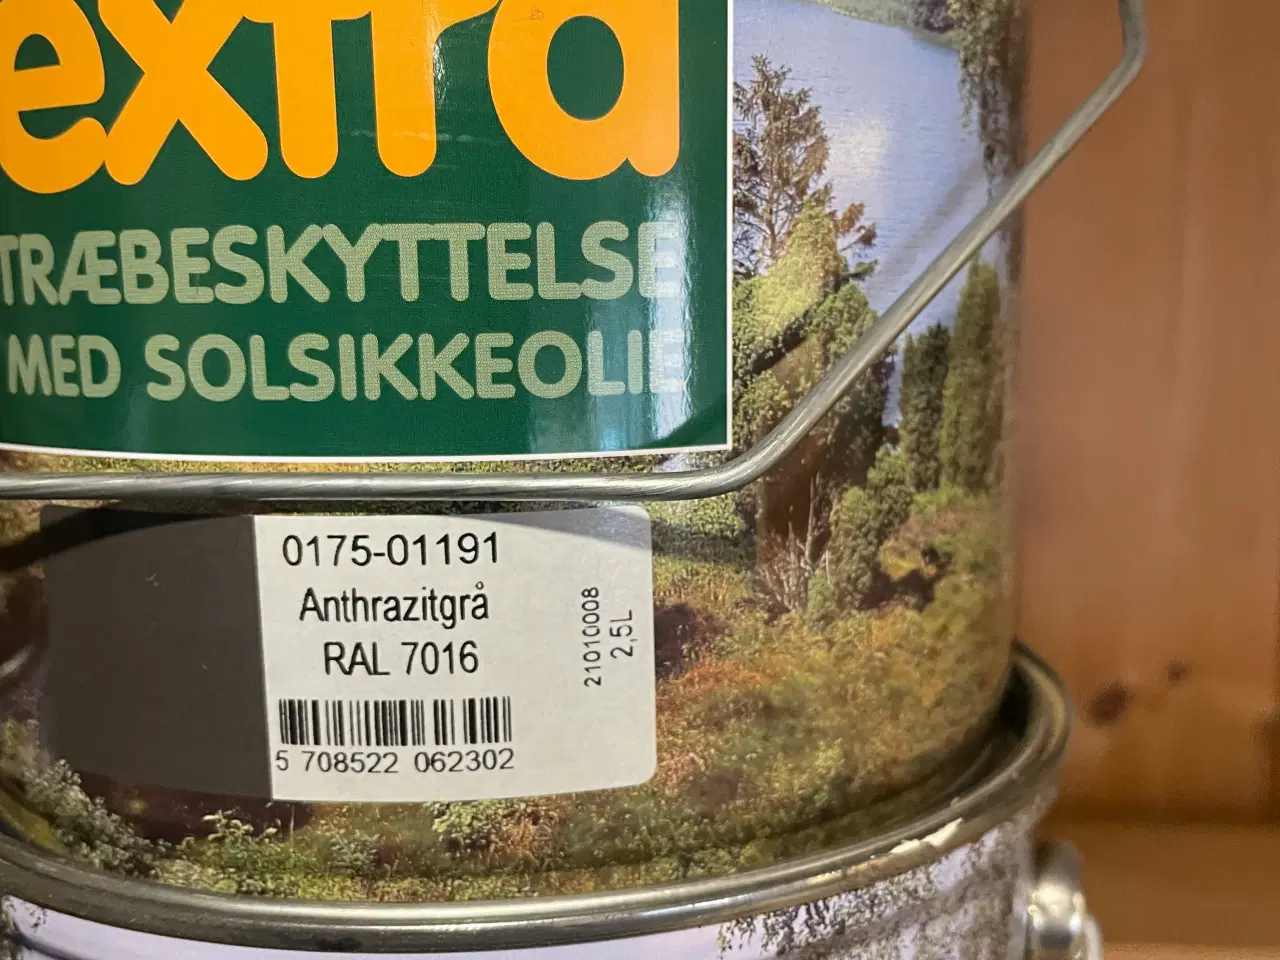 extra
TRÆBESKYTTELSE
MED SOLSIKKEOLIE
0175-01191
Anthrazitgrå
RAL 7016
21010008
2,5L
5 708522 062302